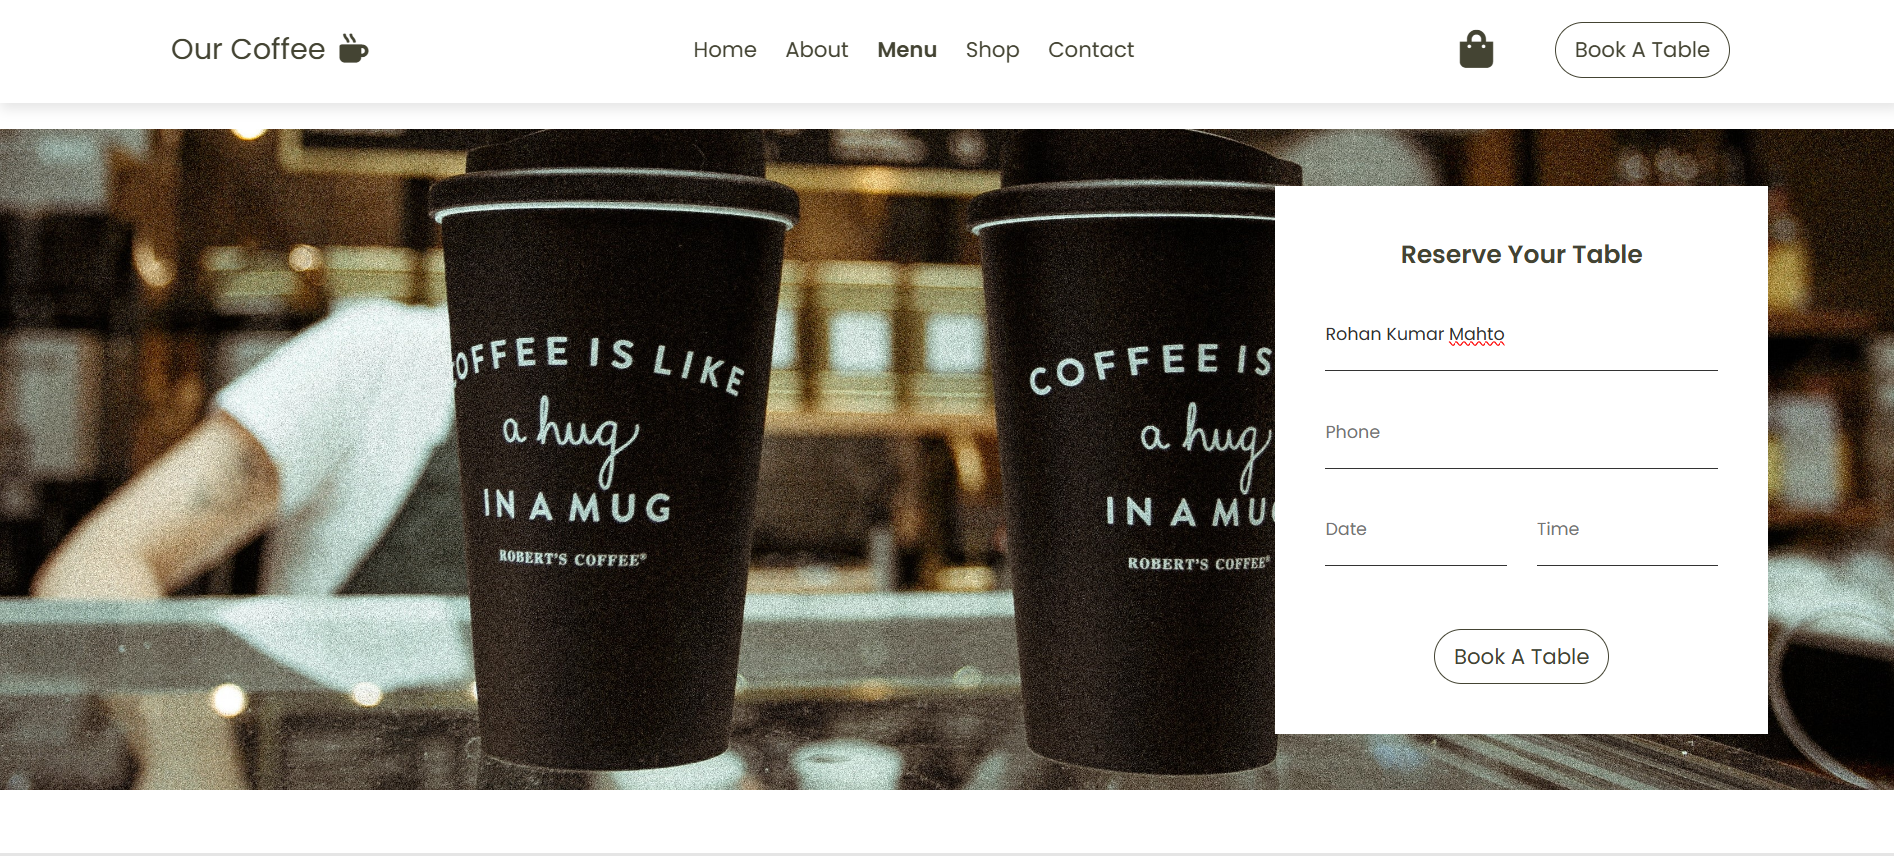 Our Coffee
Home About Menu Shop Contact
Book A Table
COFFEE IS LIKE
a hug
IN A MUG
ROBERT'S COFFEE®
COFFEE IS
a hug
IN A MU
ROBERT'S COFFEE®
Reserve Your Table
Rohan Kumar Mahto
Phone
Date Time
Book A Table